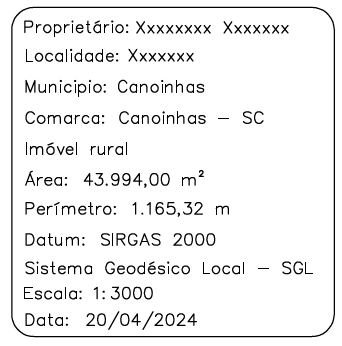 Proprietário: Xxxxxxxx Xxxxxxx
Localidade: Xxxxxxx
Municipio: Canoinhas
Comarca: Canoinhas – SC
Imóvel rural
Área: 43.994,00 m²
Perímetro: 1.165,32 m
Datum: SIRGAS 2000
Sistema Geodésico Local – SGL
Escala: 1:3000
Data: 20/04/2024